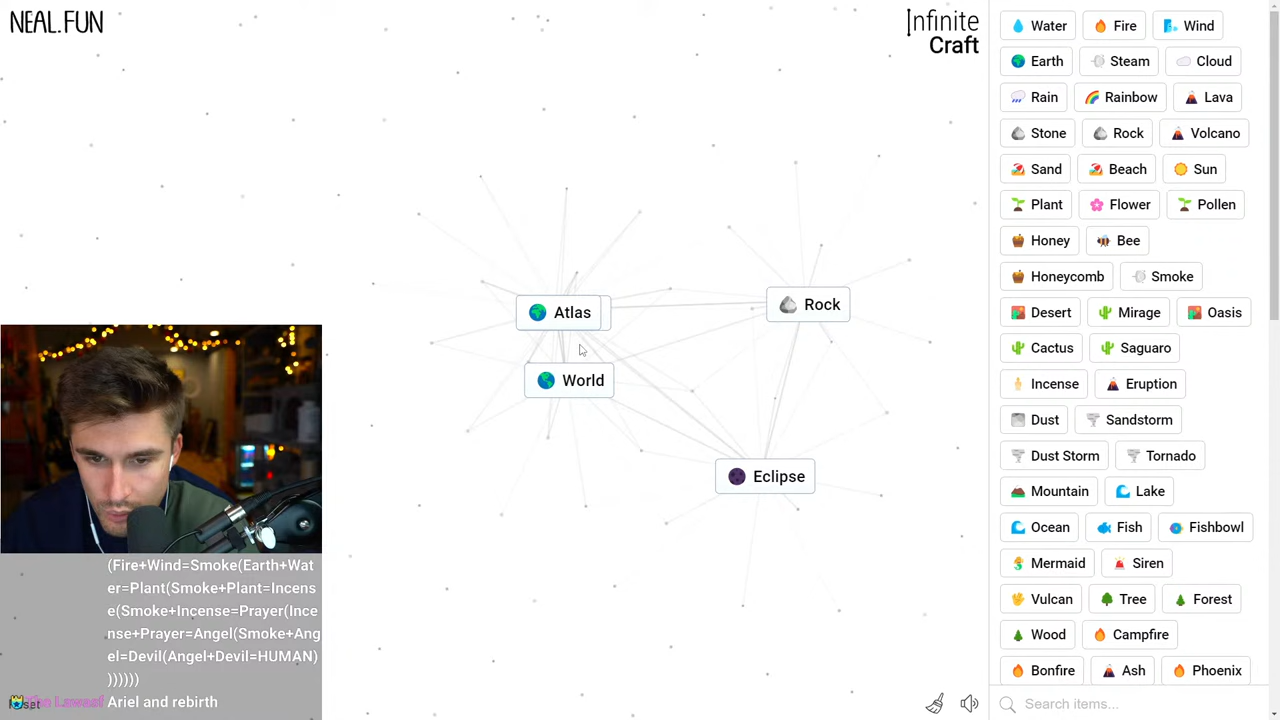 NEAL.FUN
Infinite
Craft
Atlas
Rock
World
Eclipse
Water
Fire
Wind
Earth
Steam
Cloud
Rain
Rainbow
Lava
Stone
Rock
Volcano
Sand
Beach
Sun
Plant
Flower
Pollen
Honey
Bee
Honeycomb
Smoke
Desert
Mirage
Oasis
Cactus
Saguaro
Incense
Eruption
Dust
Sandstorm
Dust Storm
Tornado
Mountain
Lake
Ocean
Fish
Fishbowl
Mermaid
Siren
Vulcan
Tree
Forest
Wood
Campfire
Bonfire
Ash
Phoenix
Search items...
(Fire+Wind=Smoke(Earth+Wat
er=Plant(Smoke+Plant=Incens
e(Smoke+Incense=Prayer(Ince
nse+Prayer=Angel(Smoke+Ang
el=Devil(Angel+Devil=HUMAN)
))))))
Ariel and rebirth